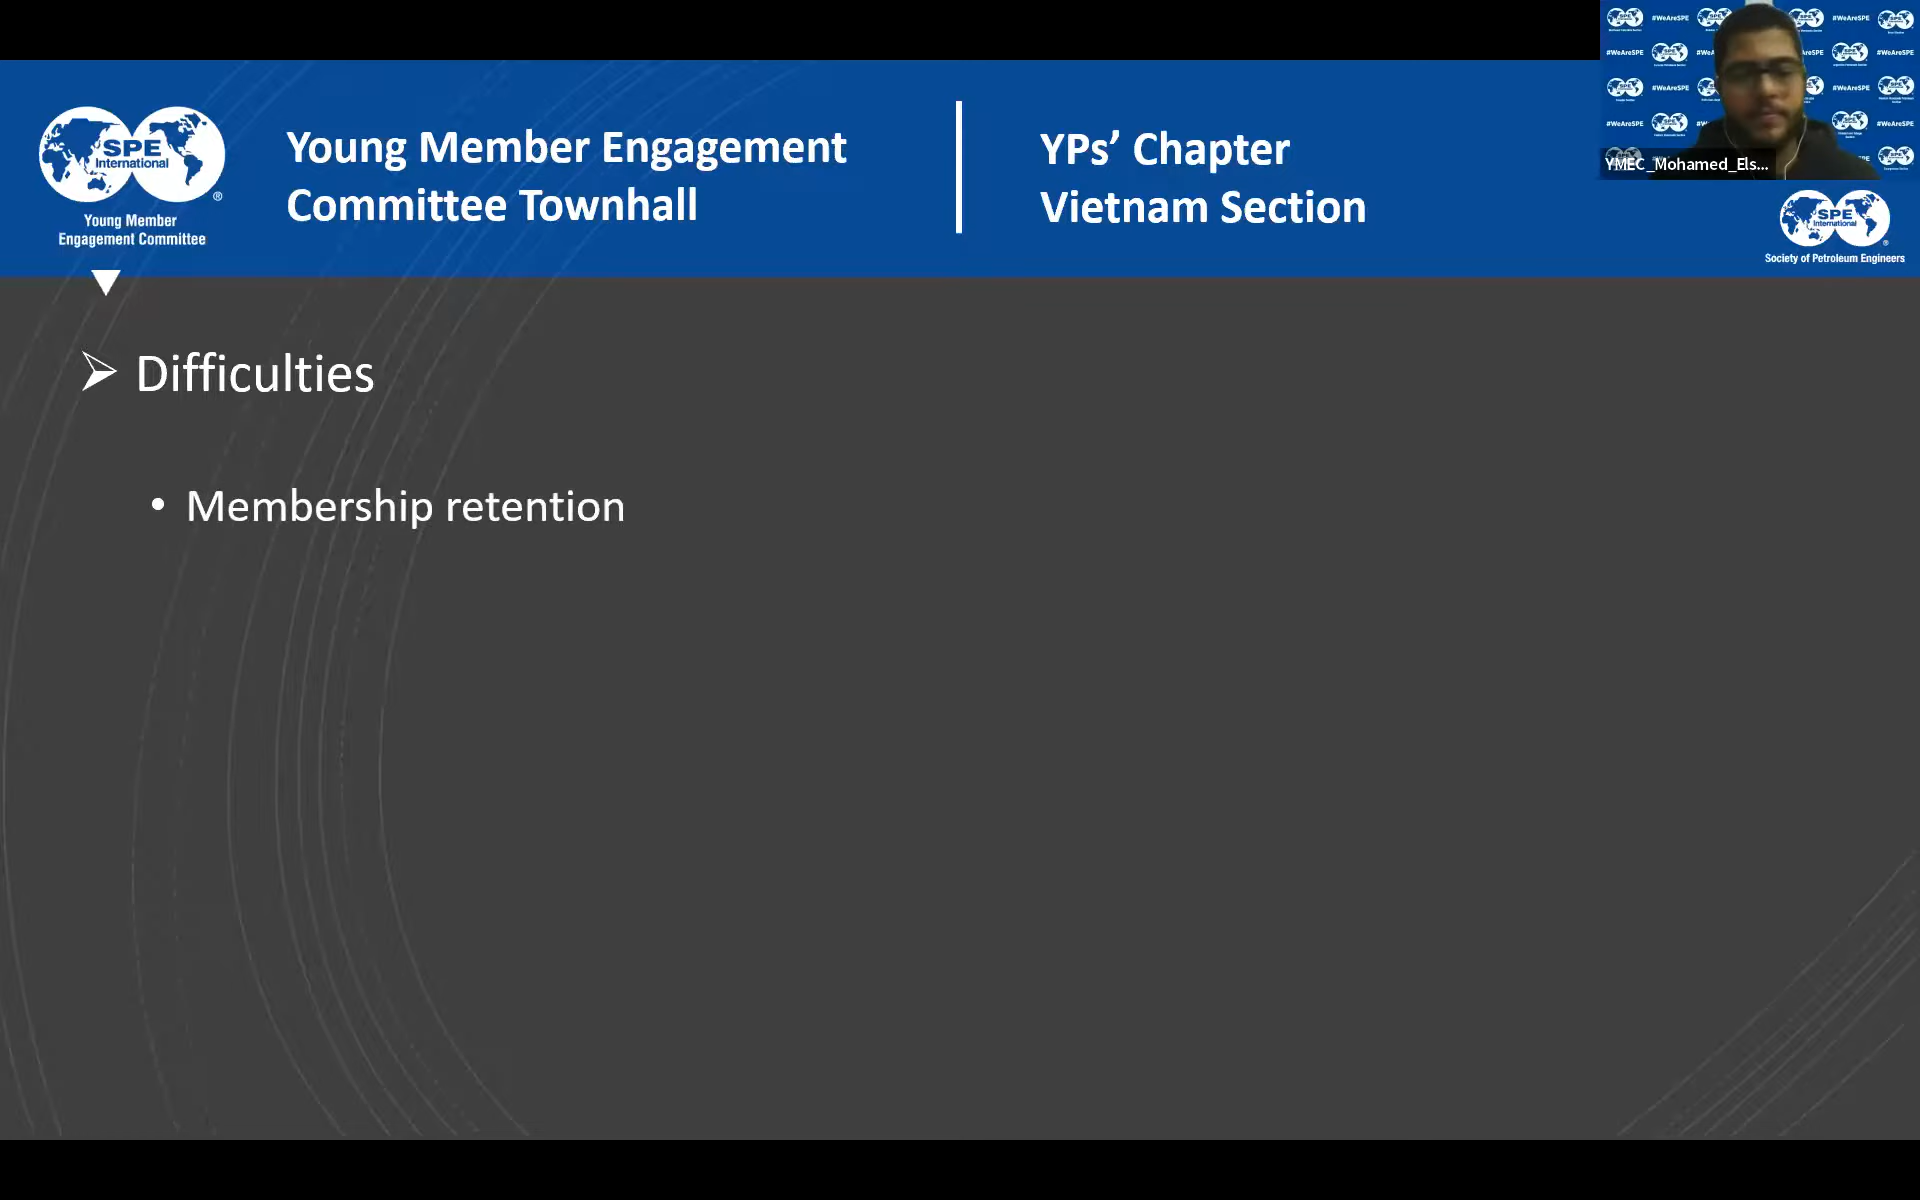 SPE
International
®
Young Member
Engagement Committee
Young Member Engagement
Committee Townhall
YPs’ Chapter
Vietnam Section
#WeAreSPE
YMEC_Mohamed_Els...
SPE
International
®
Society of Petroleum Engineers
➢ Difficulties
• Membership retention